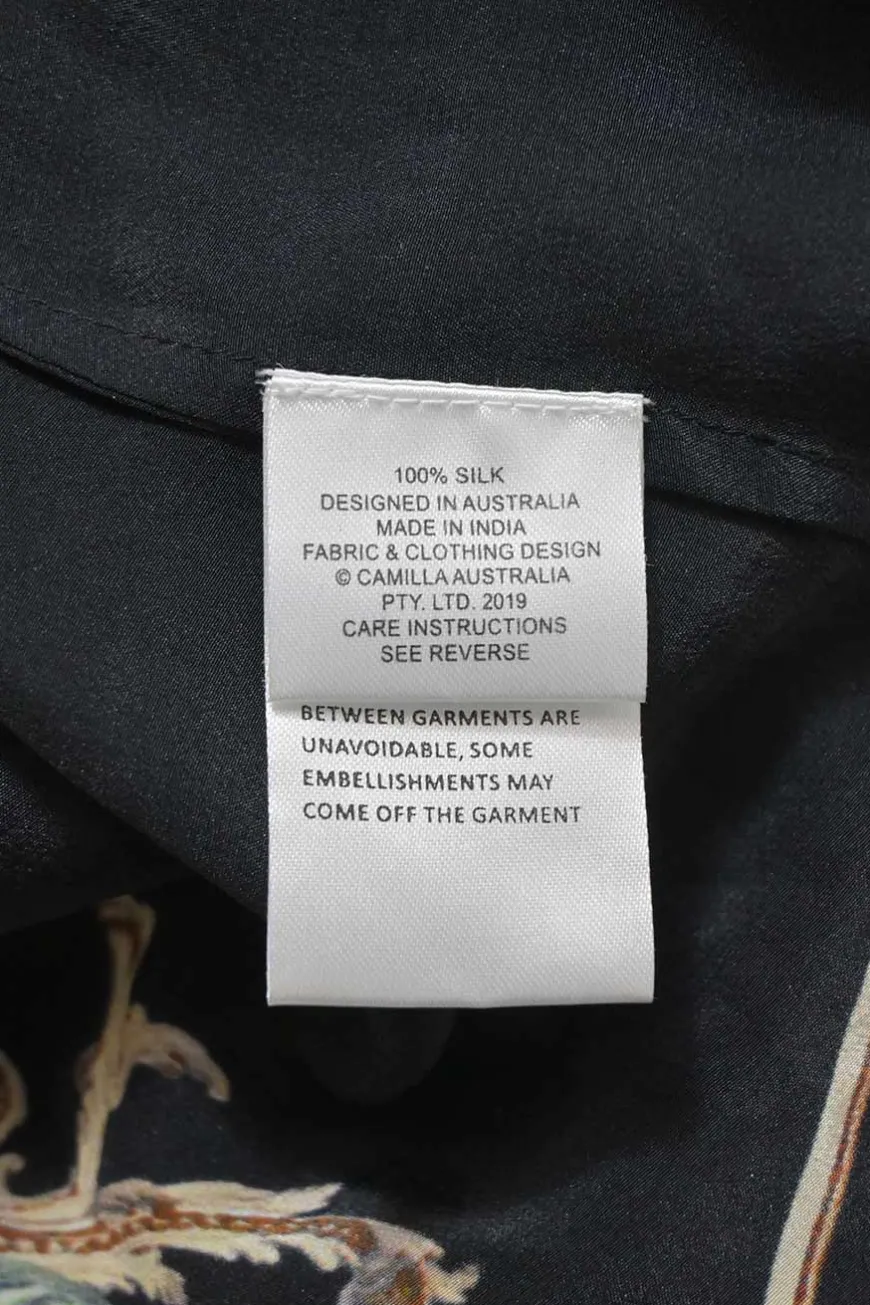 100% SILK
DESIGNED IN AUSTRALIA
MADE IN INDIA
FABRIC & CLOTHING DESIGN
© CAMILLA AUSTRALIA
PTY. LTD. 2019
CARE INSTRUCTIONS
SEE REVERSE
BETWEEN GARMENTS ARE
UNAVOIDABLE, SOME
EMBELLISHMENTS MAY
COME OFF THE GARMENT